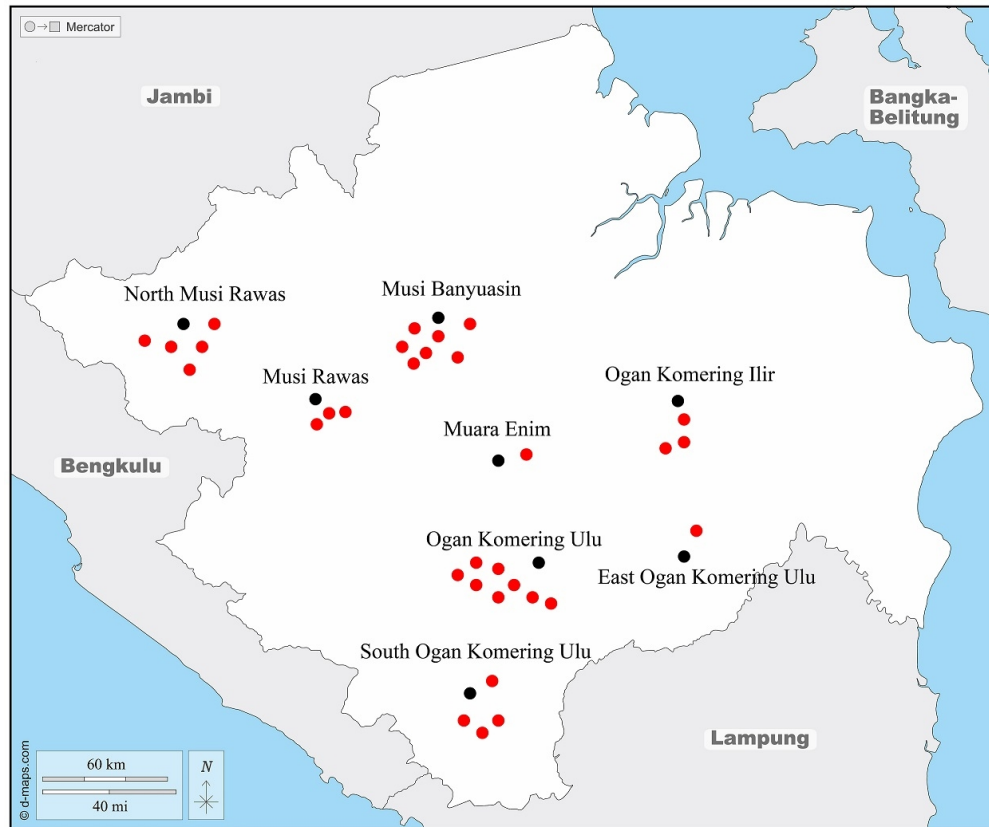 Mercator
Jambi
Bangka-
Belitung
North Musi Rawas
Musi Banyuasin
Musi Rawas
Ogan Komering Ilir
Muara Enim
Bengkulu
Ogan Komering Ulu
East Ogan Komering Ulu
South Ogan Komering Ulu
Lampung
60 km
40 mi
N
© d-maps.com